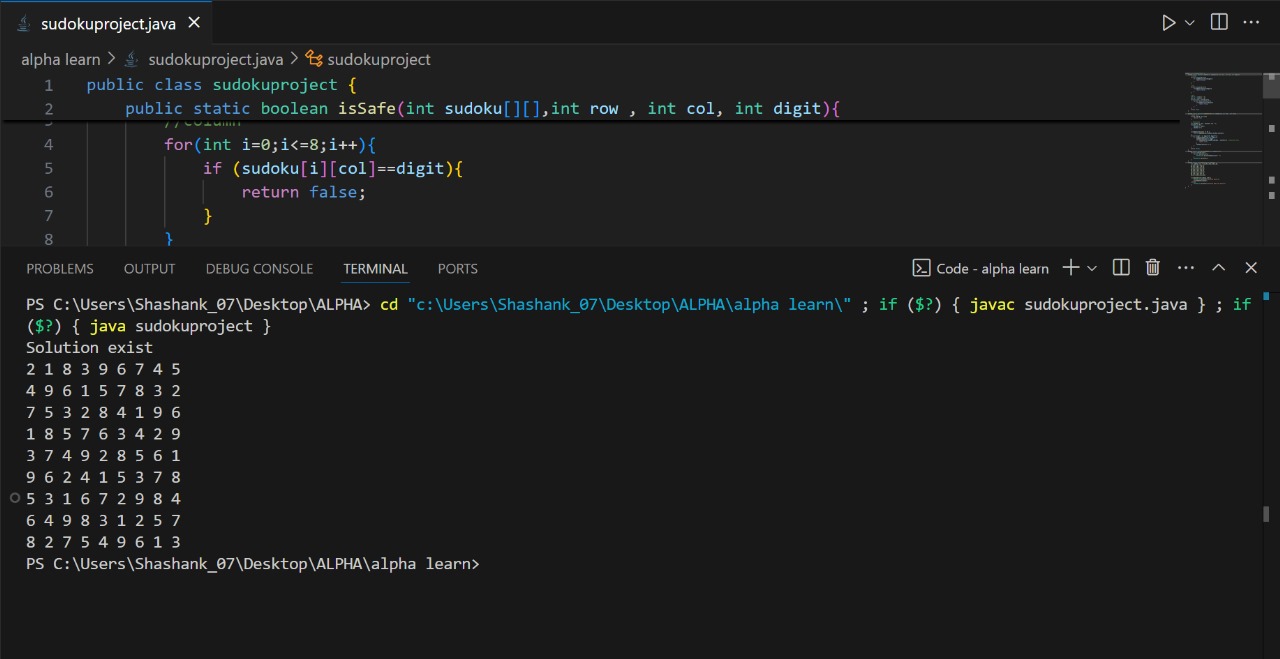 sudokuproject.java
alpha learn > sudokuproject.java > sudokuproject
1 public class sudokuproject {
2 public static boolean isSafe(int sudoku[][],int row , int col, int digit){
3 //column
4 for(int i=0;i<=8;i++){
5 if (sudoku[i][col]==digit){
6 return false;
7 }
8 }
PROBLEMS OUTPUT DEBUG CONSOLE TERMINAL PORTS Code - alpha learn
PS C:\Users\Shashank_07\Desktop\ALPHA> cd "c:\Users\Shashank_07\Desktop\ALPHA\alpha learn\" ; if ($?) { javac sudokuproject.java } ; if
($?) { java sudokuproject }
Solution exist
2 1 8 3 9 6 7 4 5
4 9 6 1 5 7 8 3 2
7 5 3 2 8 4 1 9 6
1 8 5 7 6 3 4 2 9
3 7 4 9 2 8 5 6 1
9 6 2 4 1 5 3 7 8
5 3 1 6 7 2 9 8 4
6 4 9 8 3 1 2 5 7
8 2 7 5 4 9 6 1 3
PS C:\Users\Shashank_07\Desktop\ALPHA\alpha learn>